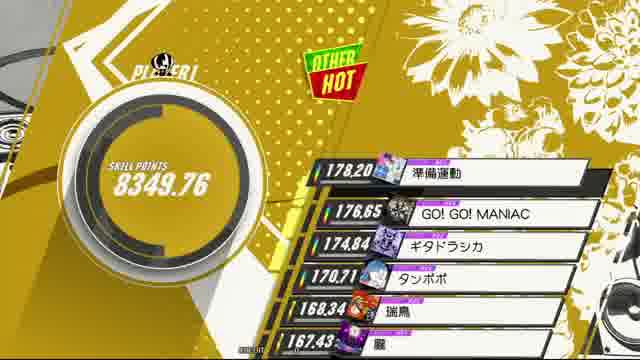 PLAYER1
OTHER
HOT
SKILL POINTS
8349.76
178,20 準備運動
176,65 GO! GO! MANIAC
174,84 ギタドラシカ
170,71 タンポポ
168,34 瑞鳥
167,43 朧